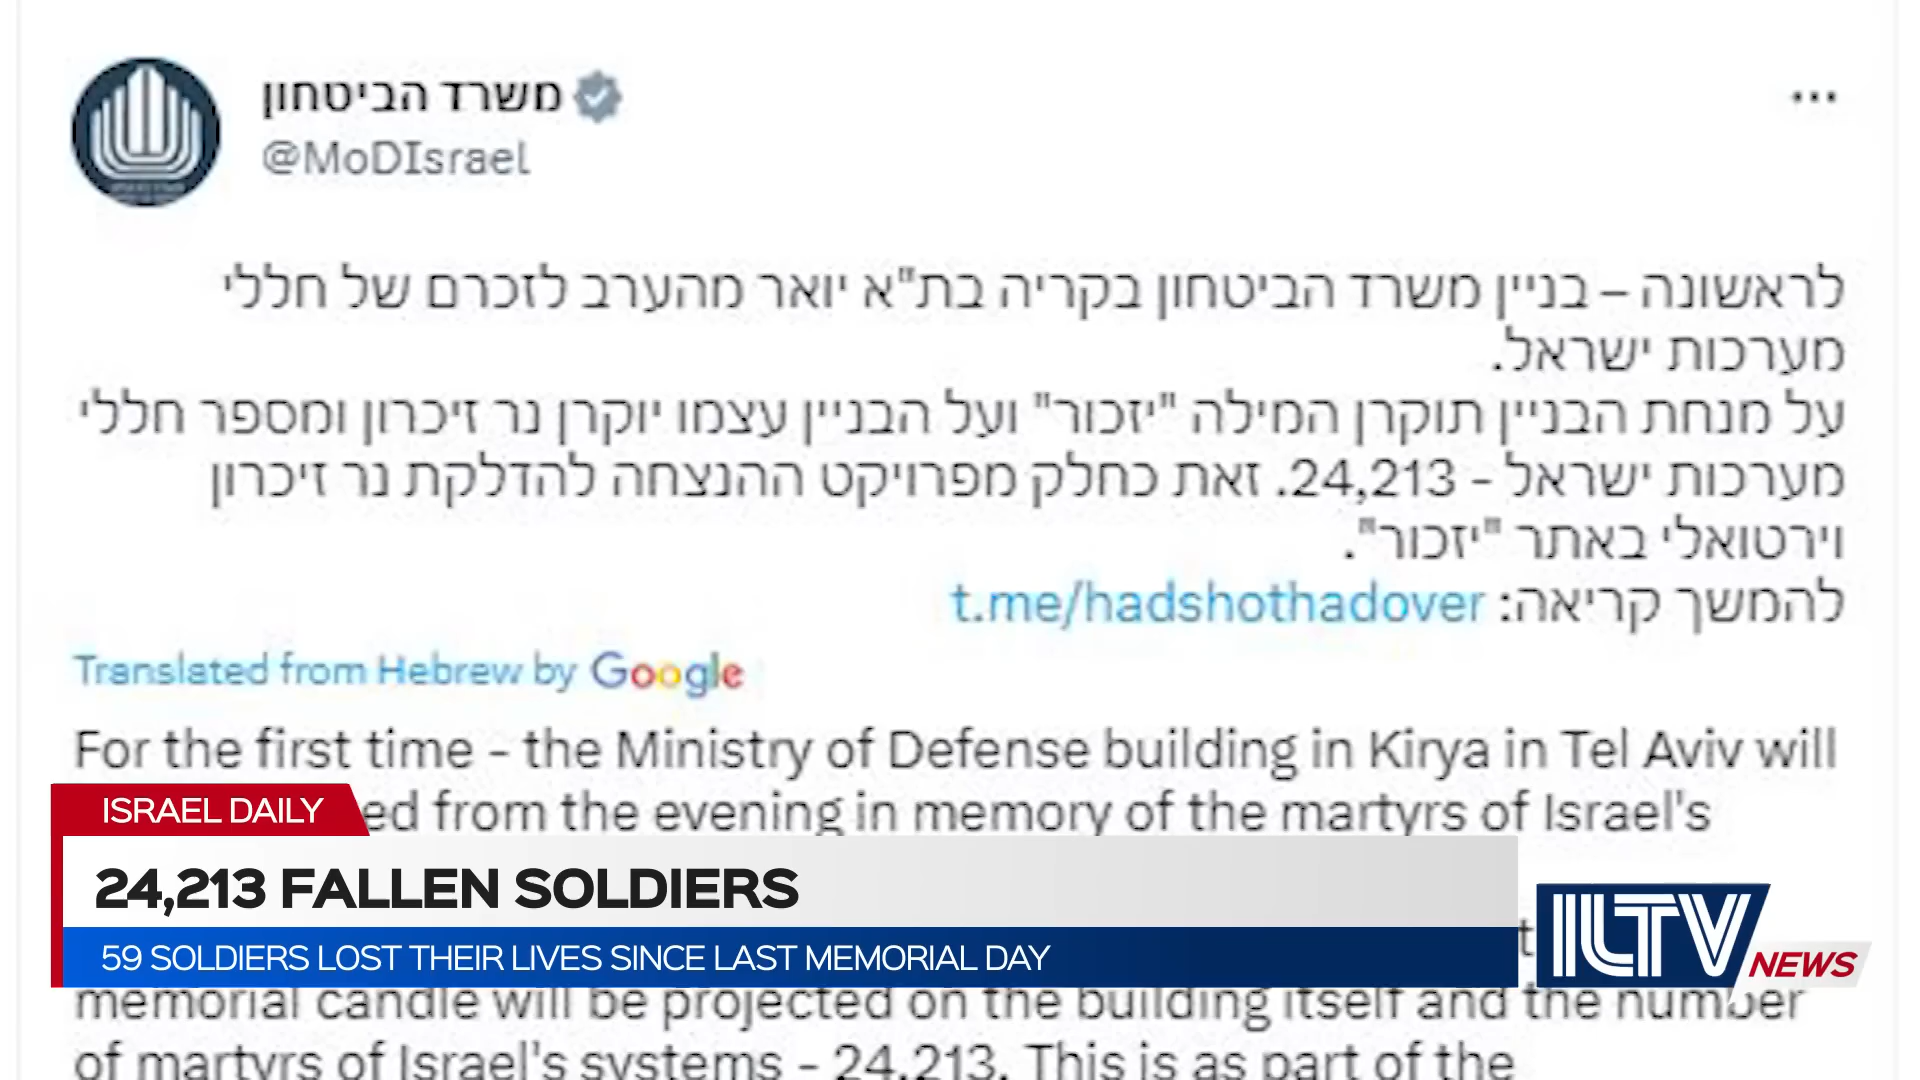 משרד הביטחון
@MoDIsrael
לראשונה – בניין משרד הביטחון בקריה בת"א יואר מהערב לזכרם של חללי
מערכות ישראל.
על מנחת הבניין תוקרן המילה "יזכור" ועל הבניין עצמו יוקרן נר זיכרון ומספר חללי
מערכות ישראל - 24,213. זאת כחלק מפרויקט ההנצחה להדלקת נר זיכרון
וירטואלי באתר "יזכור".
להמשך קריאה: t.me/hadshothadover
Translated from Hebrew by Google
For the first time - the Ministry of Defense building in Kirya in Tel Aviv will
from the evening in memory of the martyrs of Israel's
ISRAEL DAILY
24,213 FALLEN SOLDIERS
59 SOLDIERS LOST THEIR LIVES SINCE LAST MEMORIAL DAY
ILTV NEWS
memorial candle will be projected on the building itself and the number
of martyrs of Israel's systems - 24,213. This is as part of the